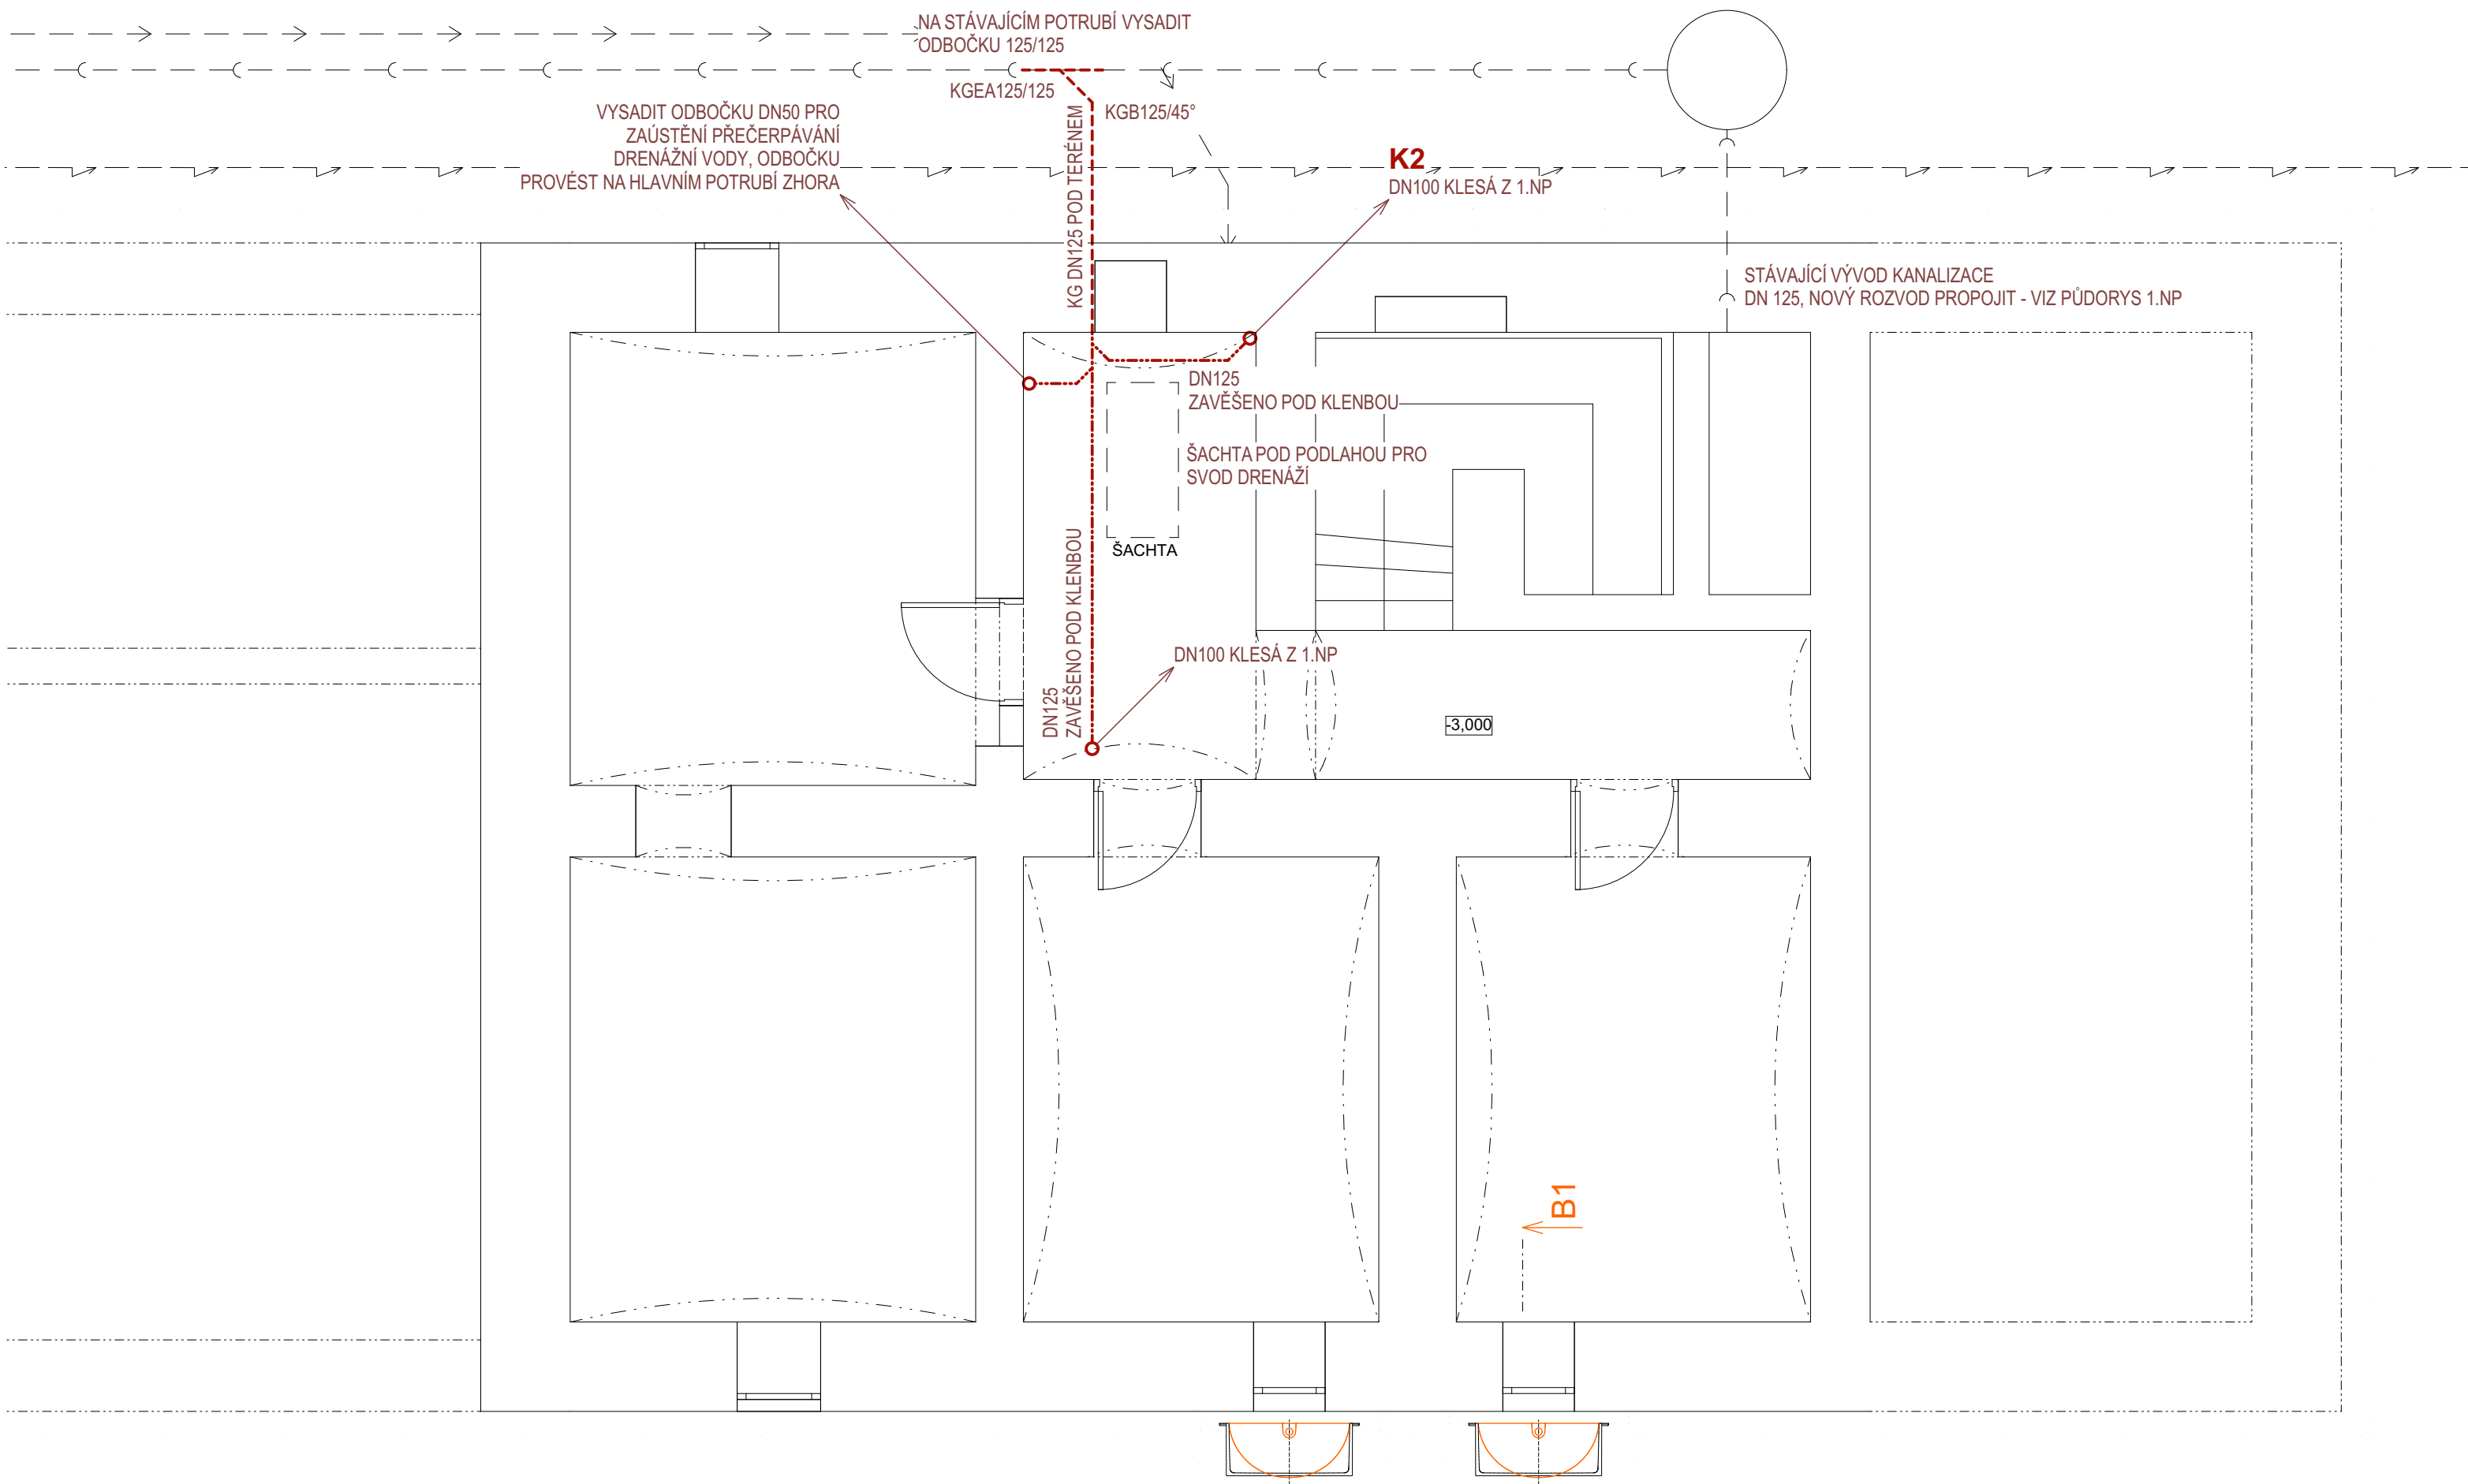 NA STÁVAJÍCÍM POTRUBÍ VYSADIT
ODBOČKU 125/125
KGEA125/125
KGB125/45°
VYSADIT ODBOČKU DN50 PRO
ZAÚSTĚNÍ PŘEČERPÁVÁNÍ
DRENÁŽNÍ VODY, ODBOČKU
PROVÉST NA HLAVNÍM POTRUBÍ ZHORA
KG DN125 POD TERÉNEM
K2
DN100 KLESÁ Z 1.NP
STÁVAJÍCÍ VÝVOD KANALIZACE
DN 125, NOVÝ ROZVOD PROPOJIT - VIZ PŮDORYS 1.NP
DN125
ZAVĚŠENO POD KLENBOU
ŠACHTA POD PODLAHOU PRO
SVOD DRENÁŽÍ
ŠACHTA
DN125
ZAVĚŠENO POD KLENBOU
DN100 KLESÁ Z 1.NP
-3,000
B1